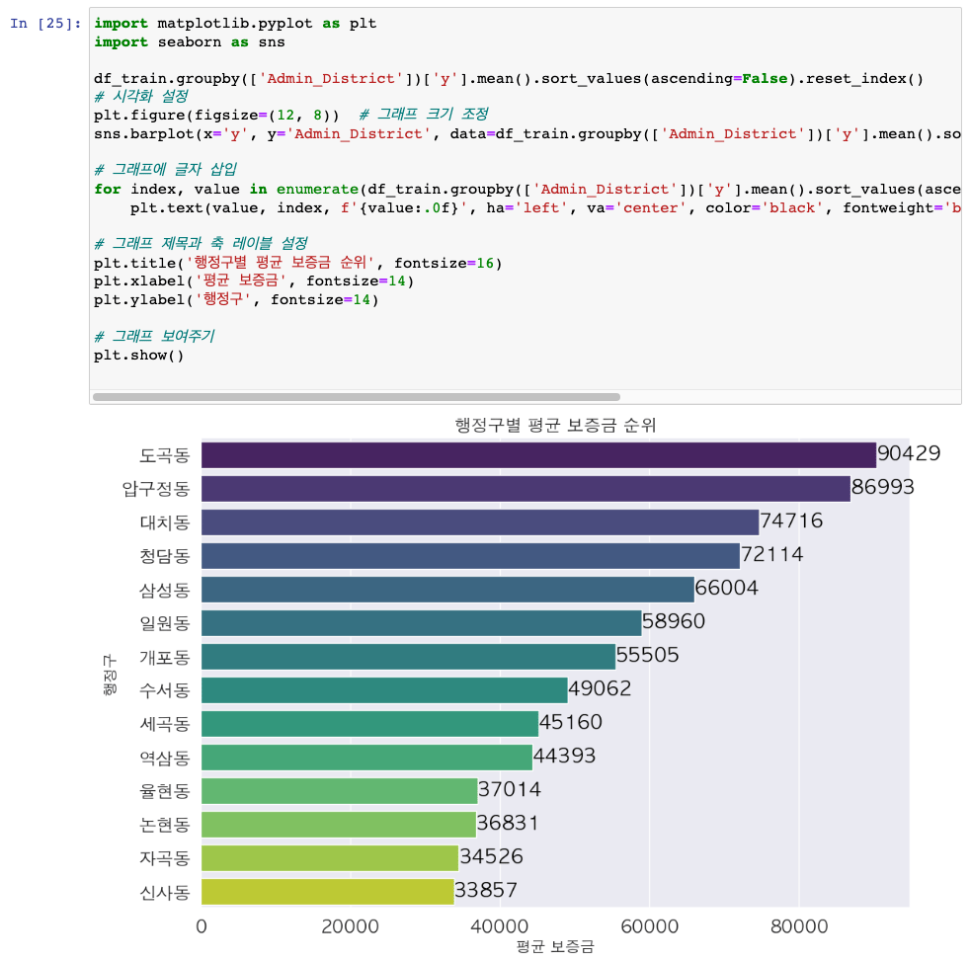 In [25]:
import matplotlib.pyplot as plt
import seaborn as sns
df_train.groupby(['Admin_District'])['y'].mean().sort_values(ascending=False).reset_index()
# 시각화 설정
plt.figure(figsize=(12, 8))  # 그래프 크기 조정
sns.barplot(x='y', y='Admin_District', data=df_train.groupby(['Admin_District'])['y'].mean().so
# 그래프에 글자 삽입
for index, value in enumerate(df_train.groupby(['Admin_District'])['y'].mean().sort_values(asce
    plt.text(value, index, f'{value:.0f}', ha='left', va='center', color='black', fontweight='b
# 그래프 제목과 축 레이블 설정
plt.title('행정구별 평균 보증금 순위', fontsize=16)
plt.xlabel('평균 보증금', fontsize=14)
plt.ylabel('행정구', fontsize=14)
# 그래프 보여주기
plt.show()
행정구별 평균 보증금 순위
도곡동 90429
압구정동 86993
대치동 74716
청담동 72114
삼성동 66004
일원동 58960
개포동 55505
수서동 49062
세곡동 45160
역삼동 44393
율현동 37014
논현동 36831
자곡동 34526
신사동 33857
행정구
0 20000 40000 60000 80000
평균 보증금